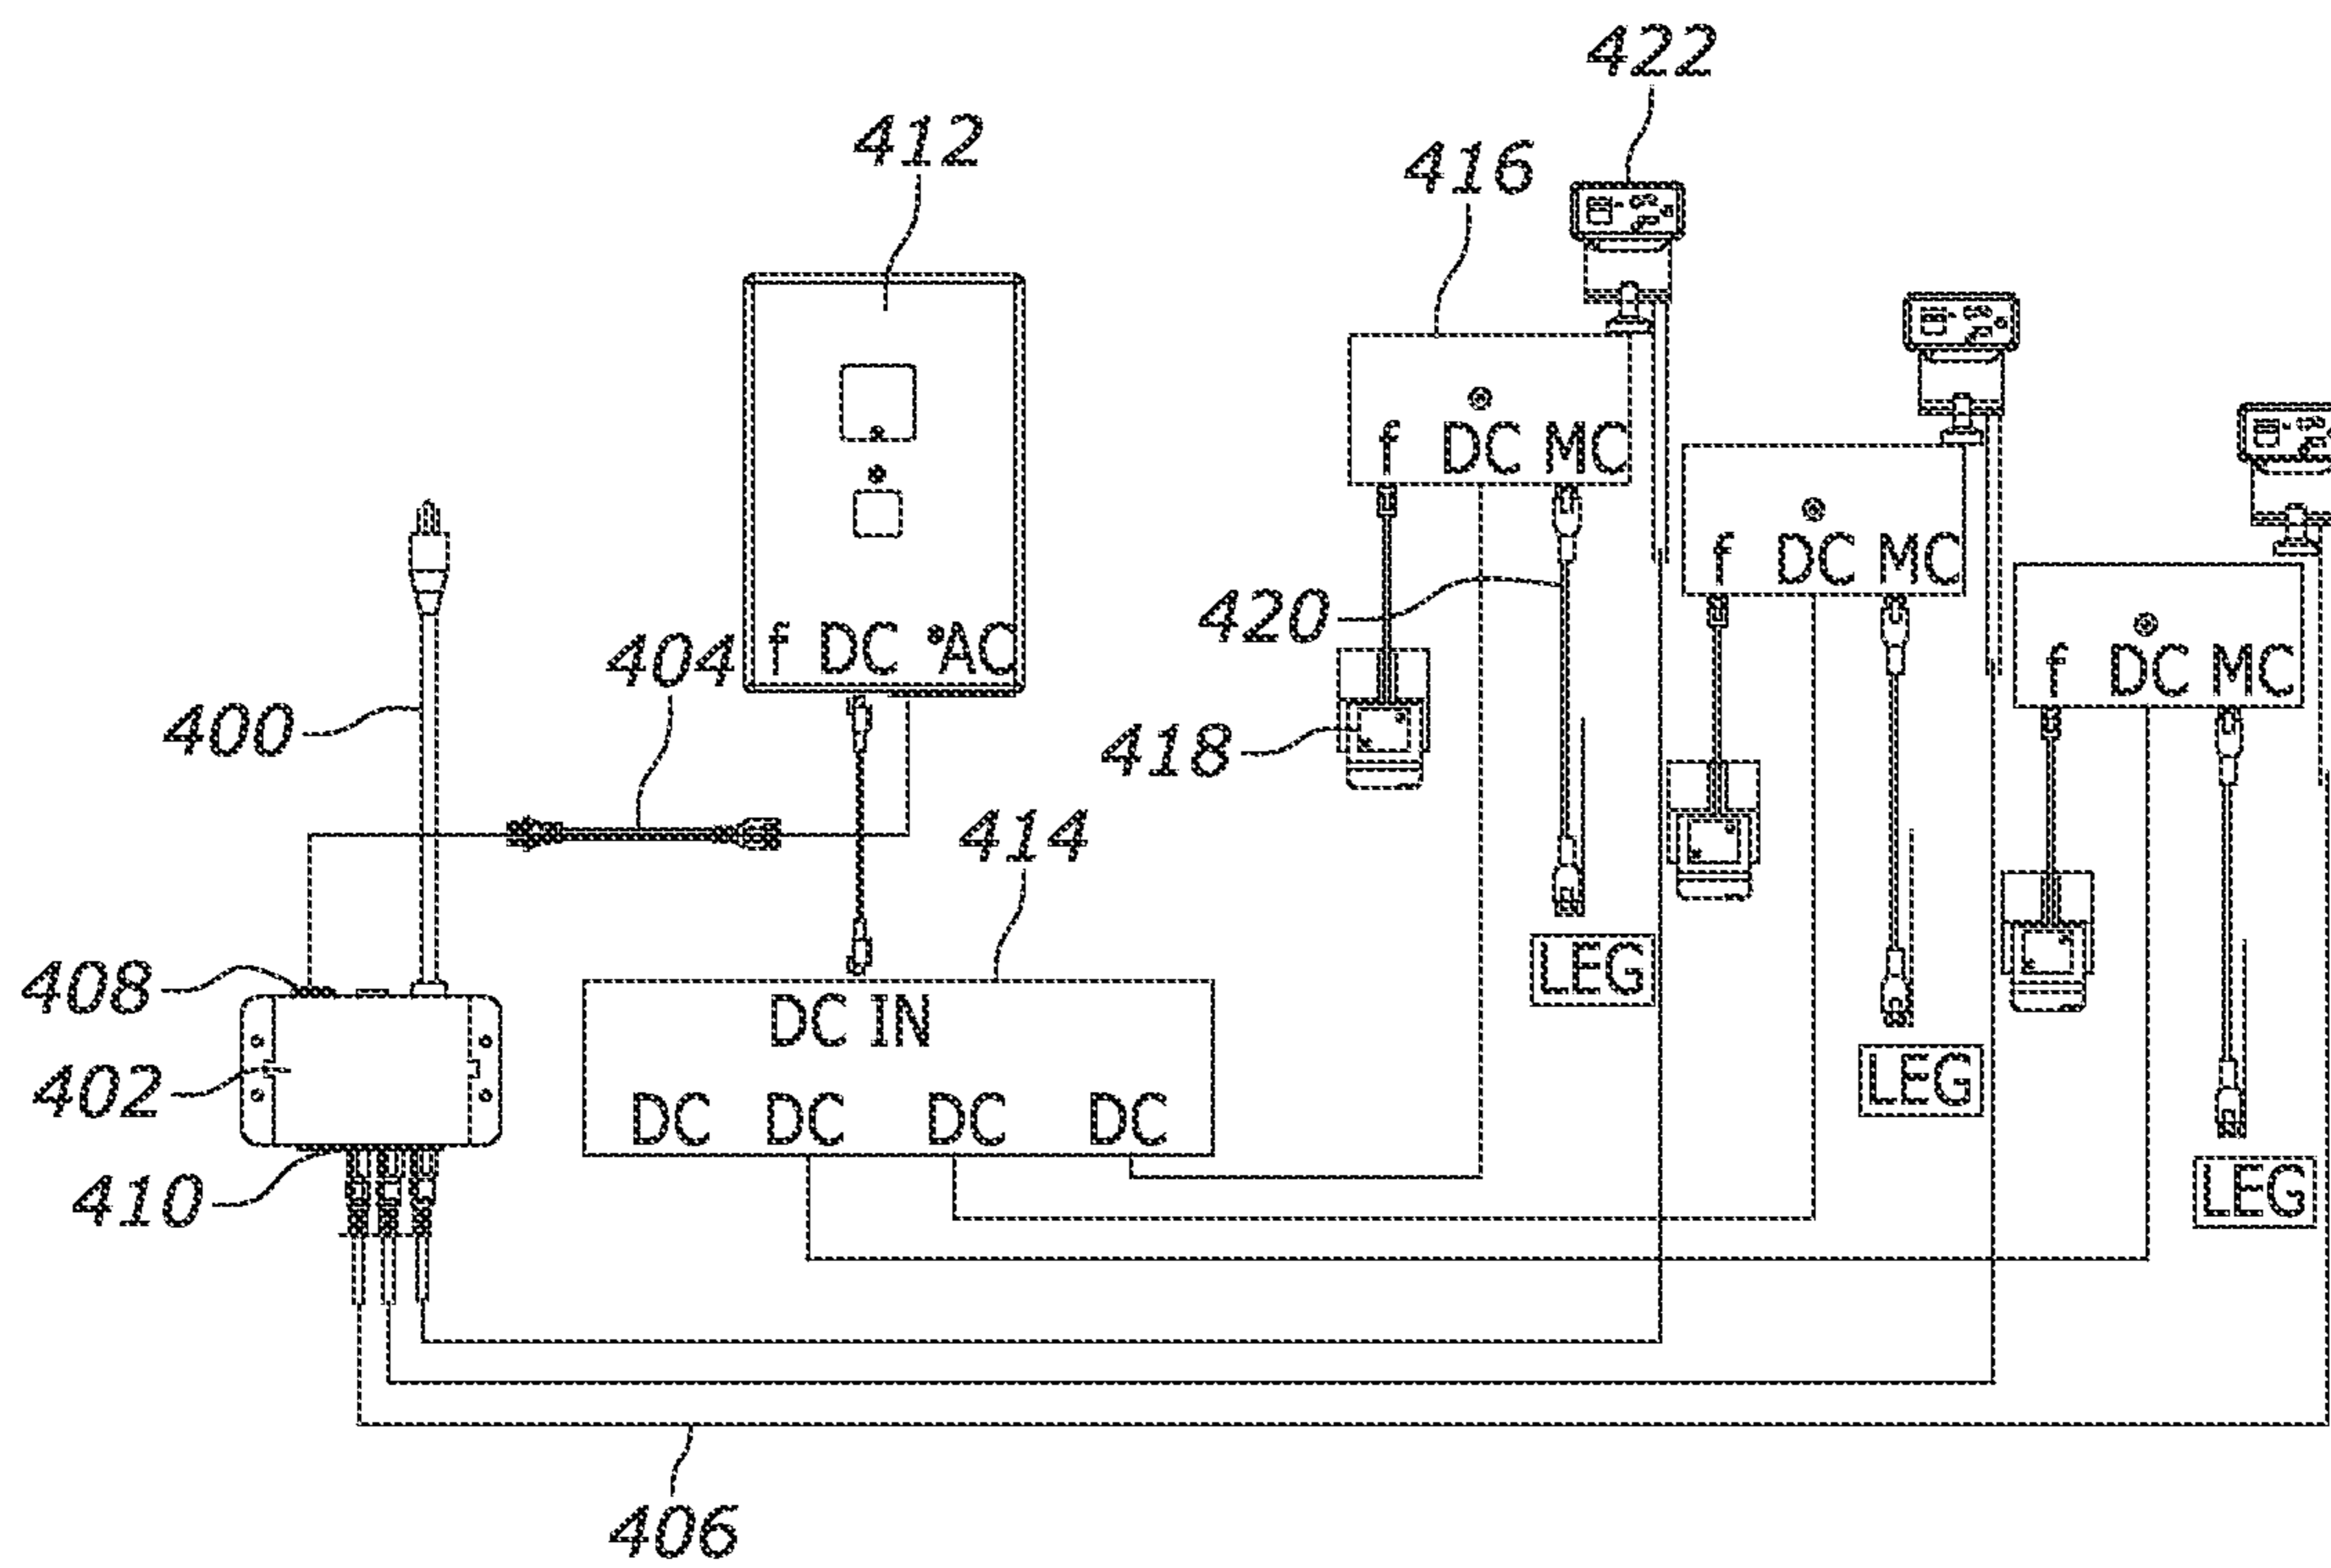 422
412
416
f DC MC
f DC MC
420
404
f DC AC
f DC MC
400
418
414
LEG
408
DC IN
402
LEG
DC DC DC DC
410
LEG
406